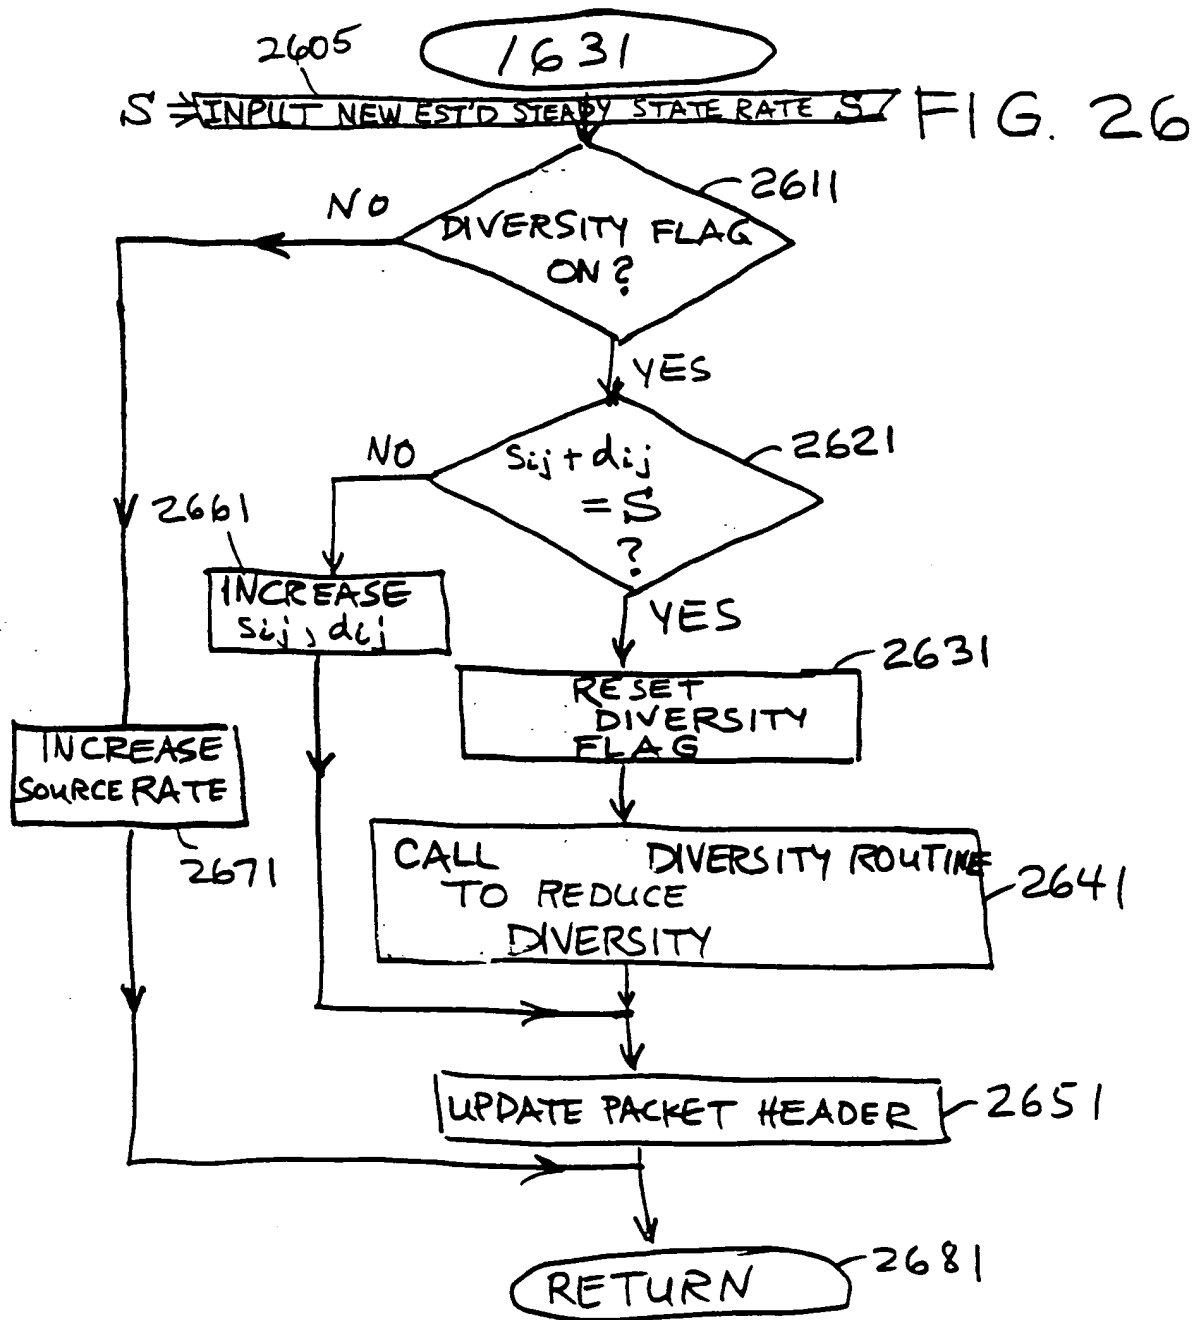 2605
1631
S ⇒ INPUT NEW EST'D STEADY STATE RATE S
FIG. 26
2611
NO
DIVERSITY FLAG
ON?
YES
2621
NO
sij + dij
= S
?
2661
INCREASE
sij, dij
YES
2631
RESET
DIVERSITY
FLAG
INCREASE
SOURCE RATE
2671
CALL DIVERSITY ROUTINE
TO REDUCE
DIVERSITY
2641
UPDATE PACKET HEADER
2651
RETURN
2681